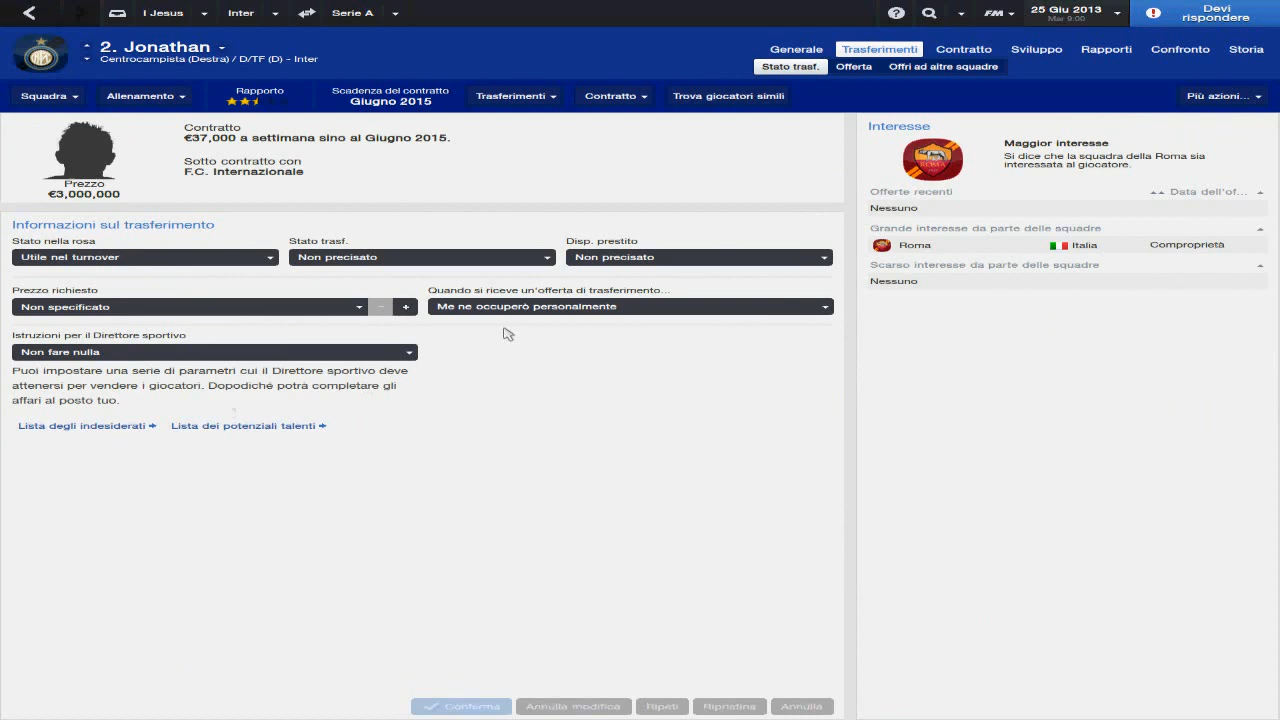 I Jesus
Inter
Serie A
FM
25 Giu 2013
Mar 9:00
Devi
rispondere
2. Jonathan
Centrocampista (Destra) / D/TF (D) - Inter
Generale
Trasferimenti
Contratto
Sviluppo
Rapporti
Confronto
Storia
Stato trasf.
Offerta
Offri ad altre squadre
Squadra
Allenamento
Rapporto
Scadenza del contratto
Giugno 2015
Trasferimenti
Contratto
Trova giocatori simili
Più azioni...
Prezzo
€3,000,000
Contratto
€37,000 a settimana sino al Giugno 2015.
Sotto contratto con
F.C. Internazionale
Informazioni sul trasferimento
Stato nella rosa
Stato trasf.
Disp. prestito
Utile nel turnover
Non precisato
Non precisato
Prezzo richiesto
Quando si riceve un'offerta di trasferimento...
Non specificato
Me ne occuperò personalmente
Istruzioni per il Direttore sportivo
Non fare nulla
Puoi impostare una serie di parametri cui il Direttore sportivo deve
attenersi per vendere i giocatori. Dopodiché potrà completare gli
affari al posto tuo.
Lista degli indesiderati
Lista dei potenziali talenti
Conferma
Annulla modifica
Ripeti
Ripristina
Annulla
Interesse
ROMA
Maggior interesse
Si dice che la squadra della Roma sia
interessata al giocatore.
Offerte recenti
Data dell'of...
Nessuno
Grande interesse da parte delle squadre
Roma
Italia
Comproprietà
Scarso interesse da parte delle squadre
Nessuno